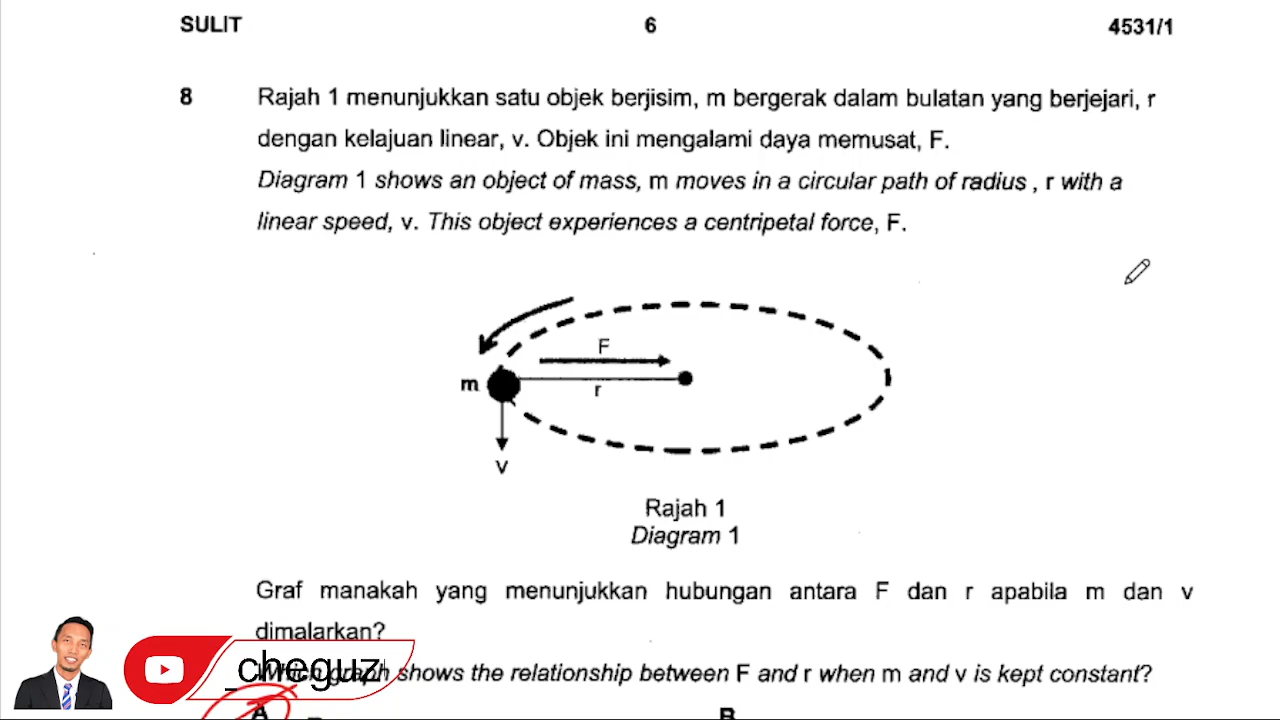 SULIT 6 4531/1
8 Rajah 1 menunjukkan satu objek berjisim, m bergerak dalam bulatan yang berjejari, r
dengan kelajuan linear, v. Objek ini mengalami daya memusat, F.
Diagram 1 shows an object of mass, m moves in a circular path of radius , r with a
linear speed, v. This object experiences a centripetal force, F.
F
m
r
v
Rajah 1
Diagram 1
Graf manakah yang menunjukkan hubungan antara F dan r apabila m dan v
dimalarkan?
_cheguz
graph shows the relationship between F and r when m and v is kept constant?
A B